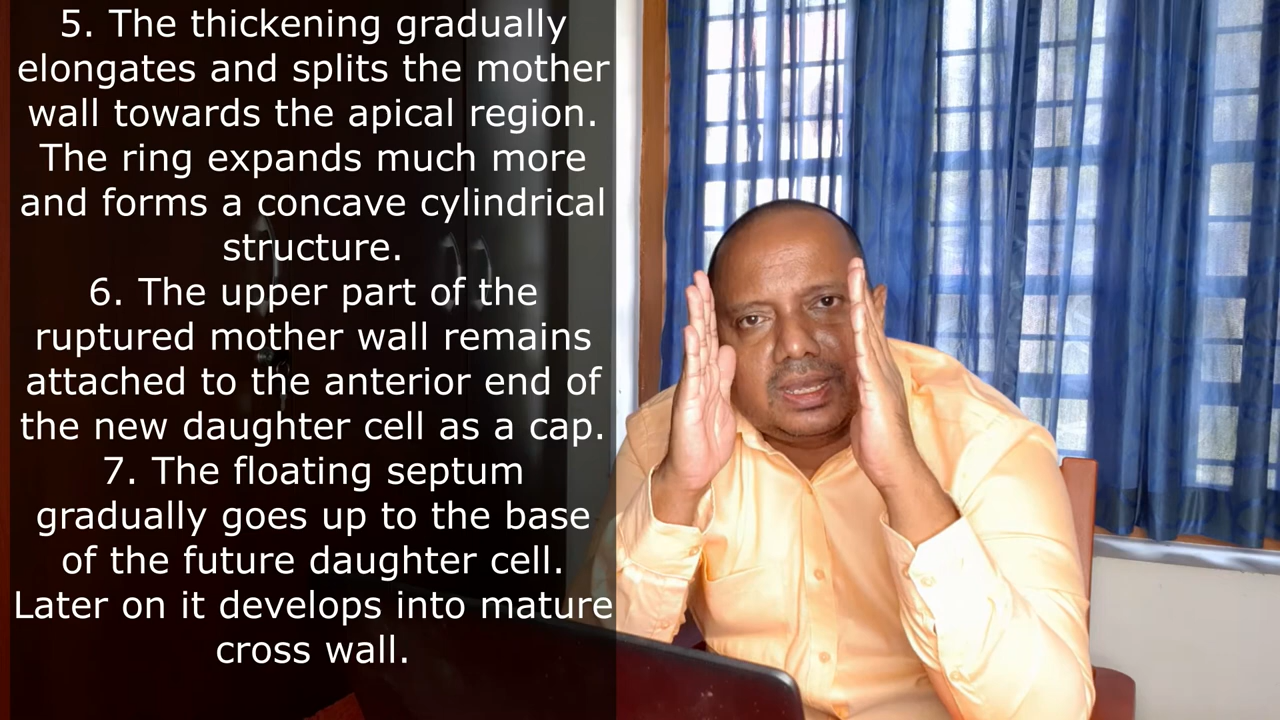 5. The thickening gradually
elongates and splits the mother
wall towards the apical region.
The ring expands much more
and forms a concave cylindrical
structure.
6. The upper part of the
ruptured mother wall remains
attached to the anterior end of
the new daughter cell as a cap.
7. The floating septum
gradually goes up to the base
of the future daughter cell.
Later on it develops into mature
cross wall.